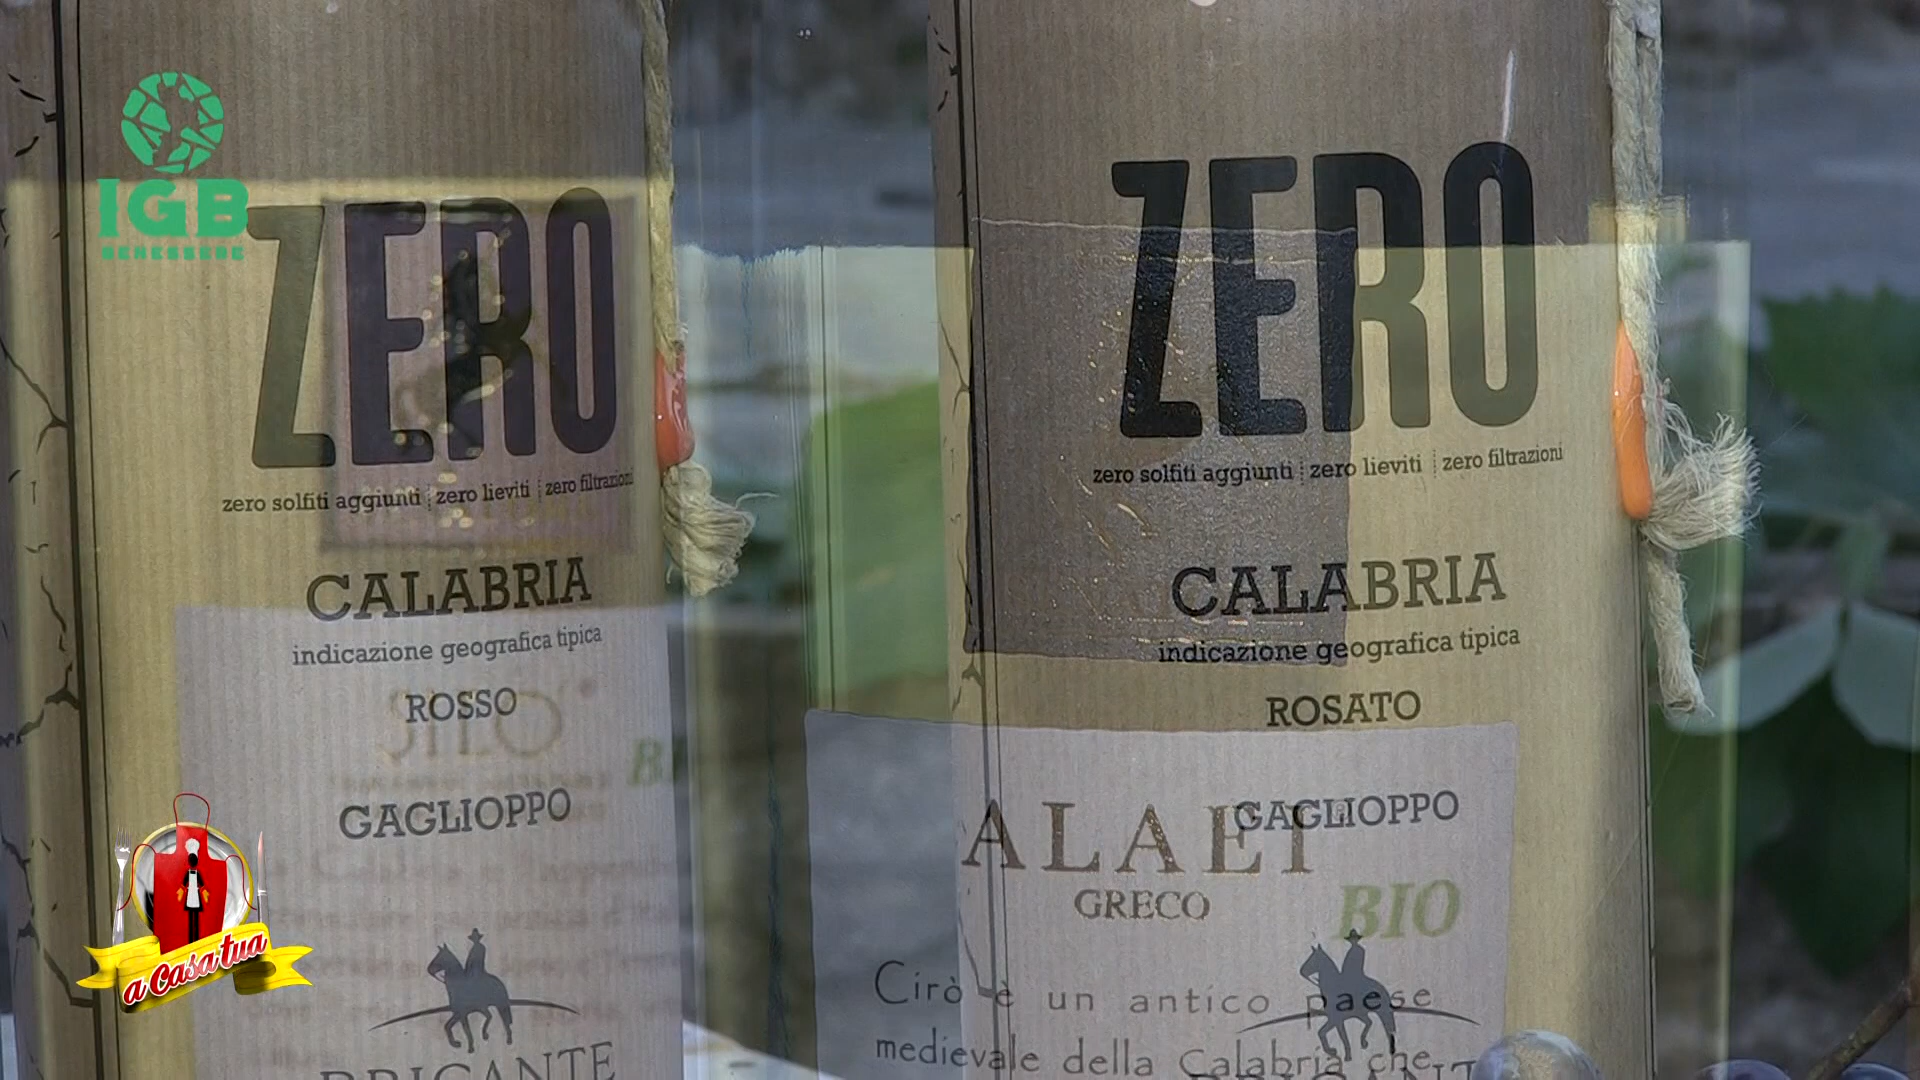 IGB
BENESSERE
ZERO
zero solfiti aggiunti zero lieviti zero filtrazioni
CALABRIA
indicazione geografica tipica
ROSSO
GAGLIOPPO
BRIGANTE
ZERO
zero solfiti aggiunti zero lieviti zero filtrazioni
CALABRIA
indicazione geografica tipica
ROSATO
GAGLIOPPO
ALAEI
GRECO
BIO
Cirò è un antico paese
medievale della Calabria che
a Casa tua